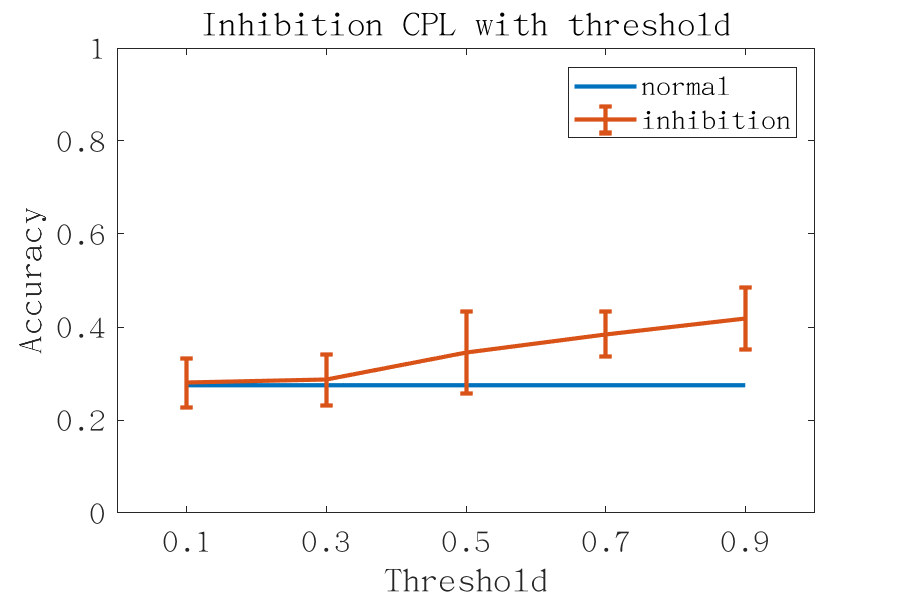 Inhibition CPL with threshold
1
normal
inhibition
0.8
0.6
0.4
0.2
0
Accuracy
0.1 0.3 0.5 0.7 0.9
Threshold